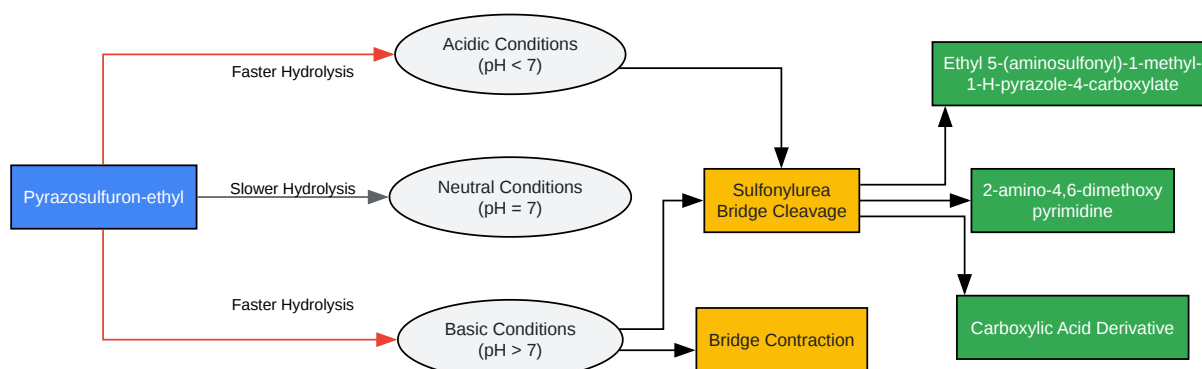 Acidic Conditions
(pH < 7)
Faster Hydrolysis
Ethyl 5-(aminosulfonyl)-1-methyl-
1-H-pyrazole-4-carboxylate
Pyrazosulfuron-ethyl
Slower Hydrolysis
Neutral Conditions
(pH = 7)
Sulfonylurea
Bridge Cleavage
2-amino-4,6-dimethoxy
pyrimidine
Faster Hydrolysis
Basic Conditions
(pH > 7)
Bridge Contraction
Carboxylic Acid Derivative